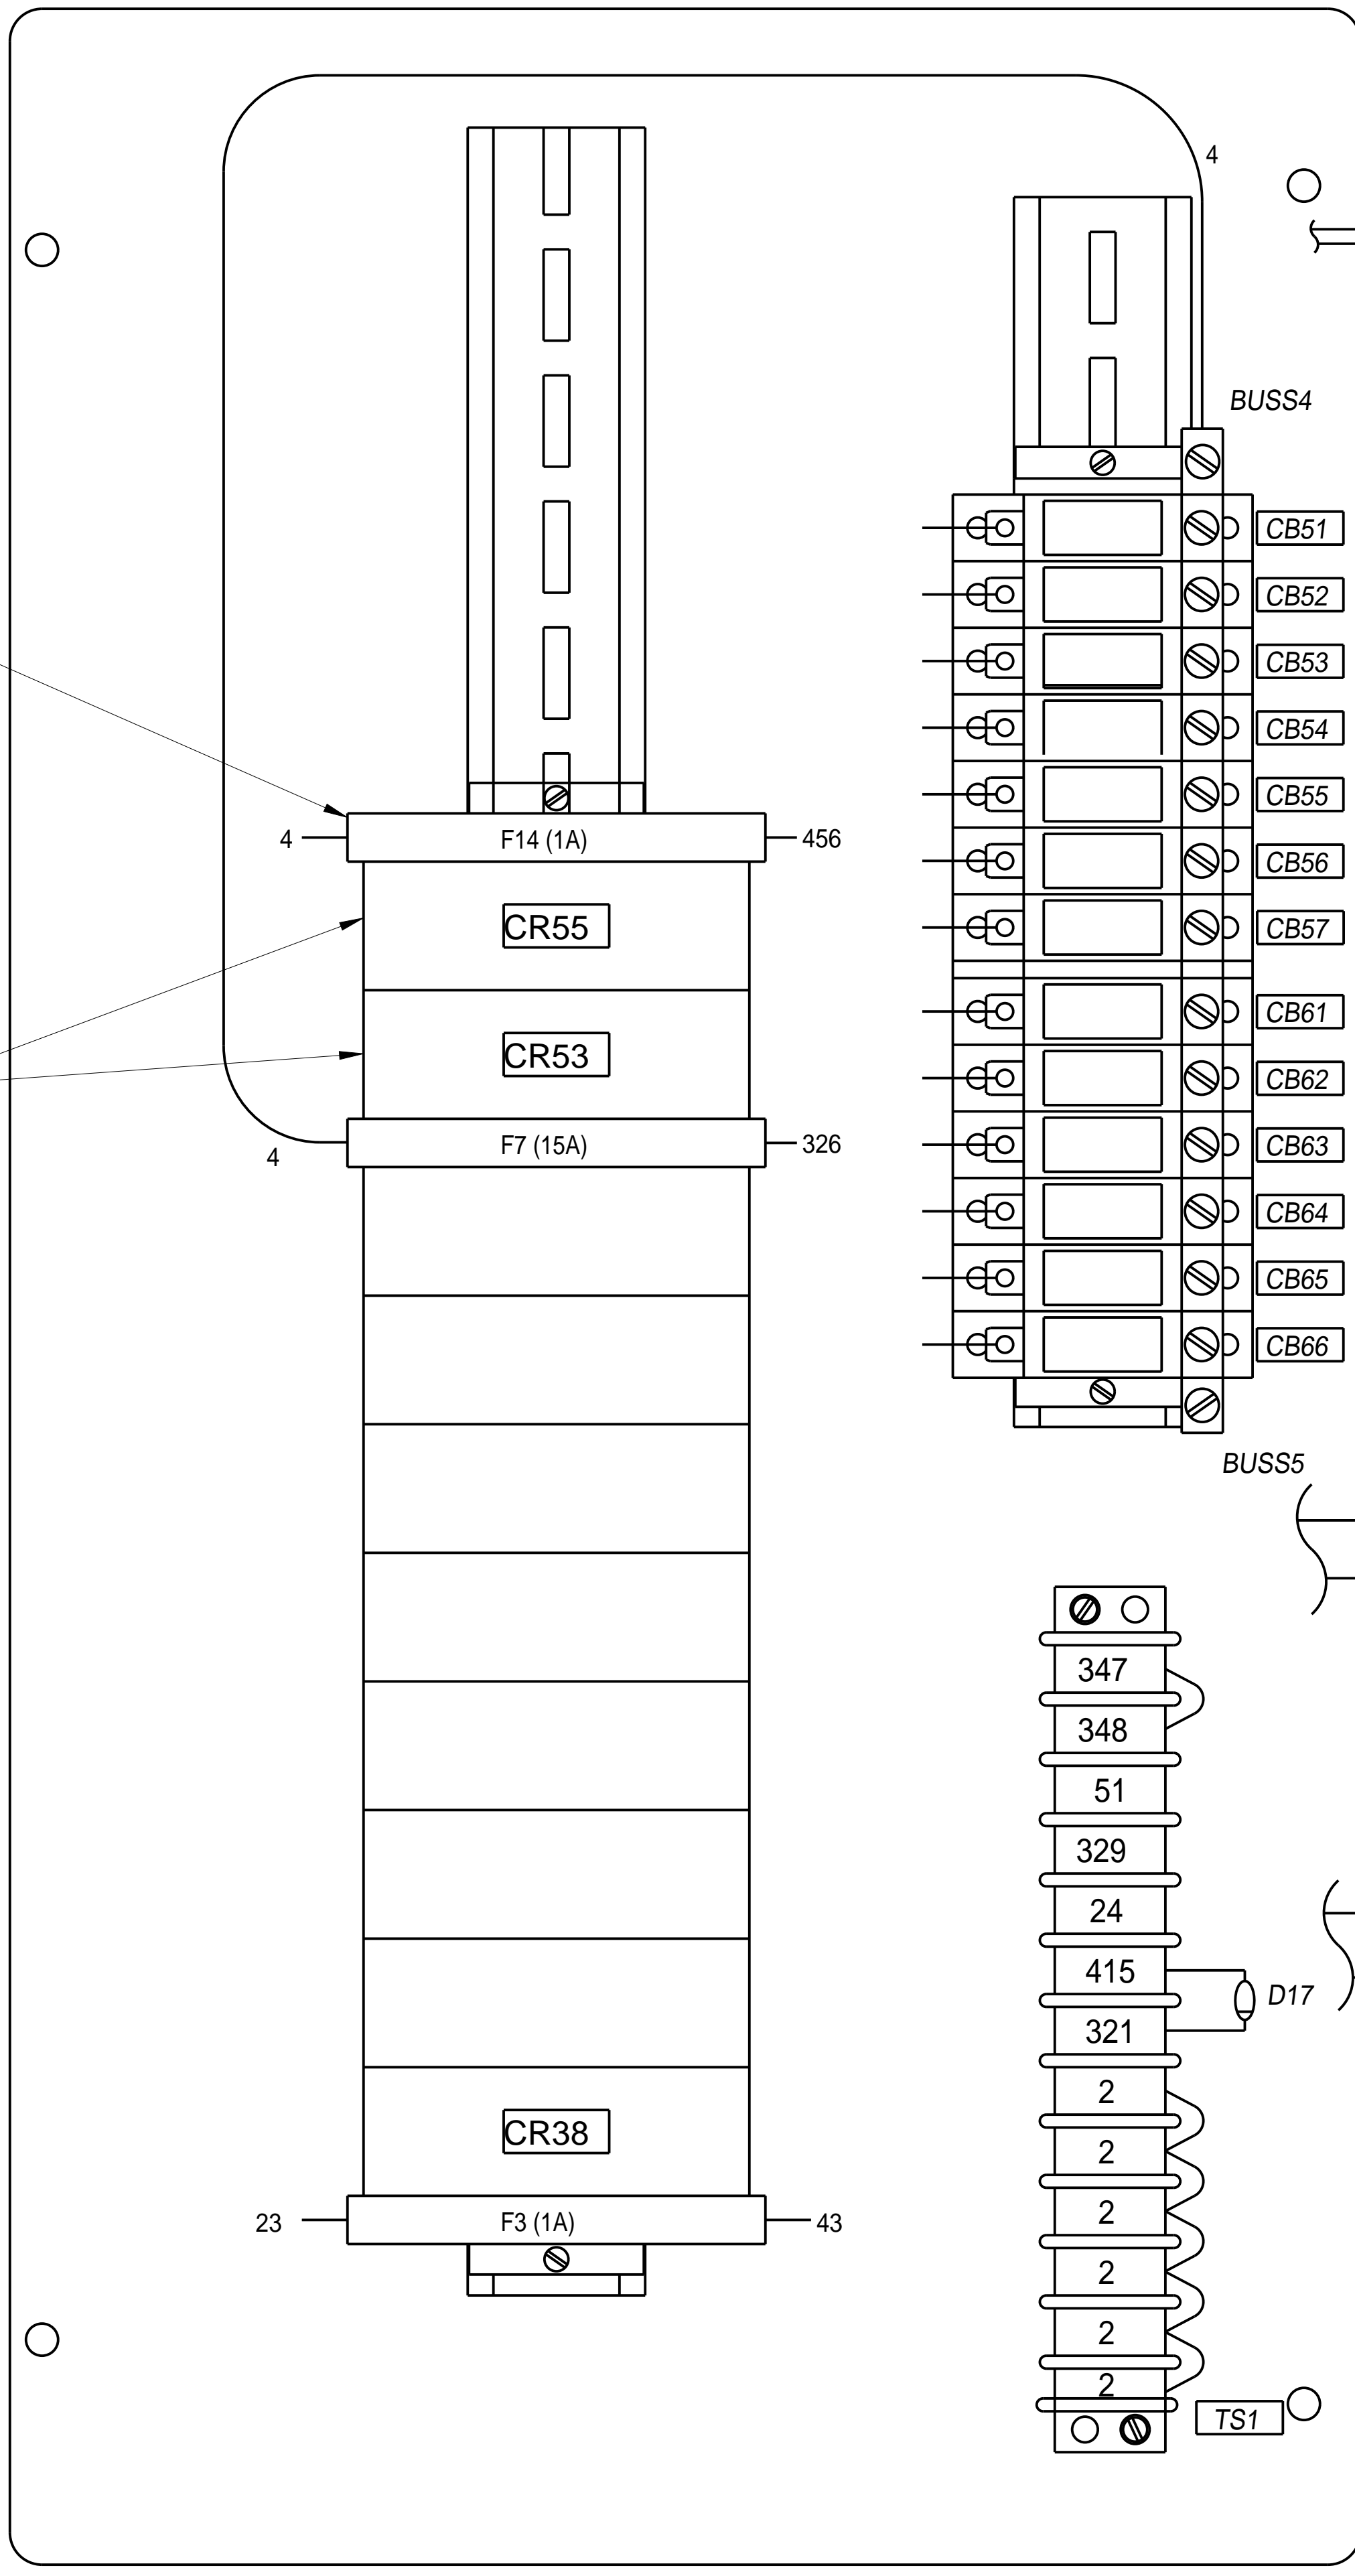 4
BUSS4
CB51
CB52
CB53
CB54
CB55
4 F14 (1A) 456
CB56
CR55
CB57
CB61
CR53
CB62
4 F7 (15A) 326
CB63
CB64
CB65
CB66
BUSS5
347
348
51
329
24
415
D17
321
2
CR38
2
2
23 F3 (1A) 43
2
2
2
TS1